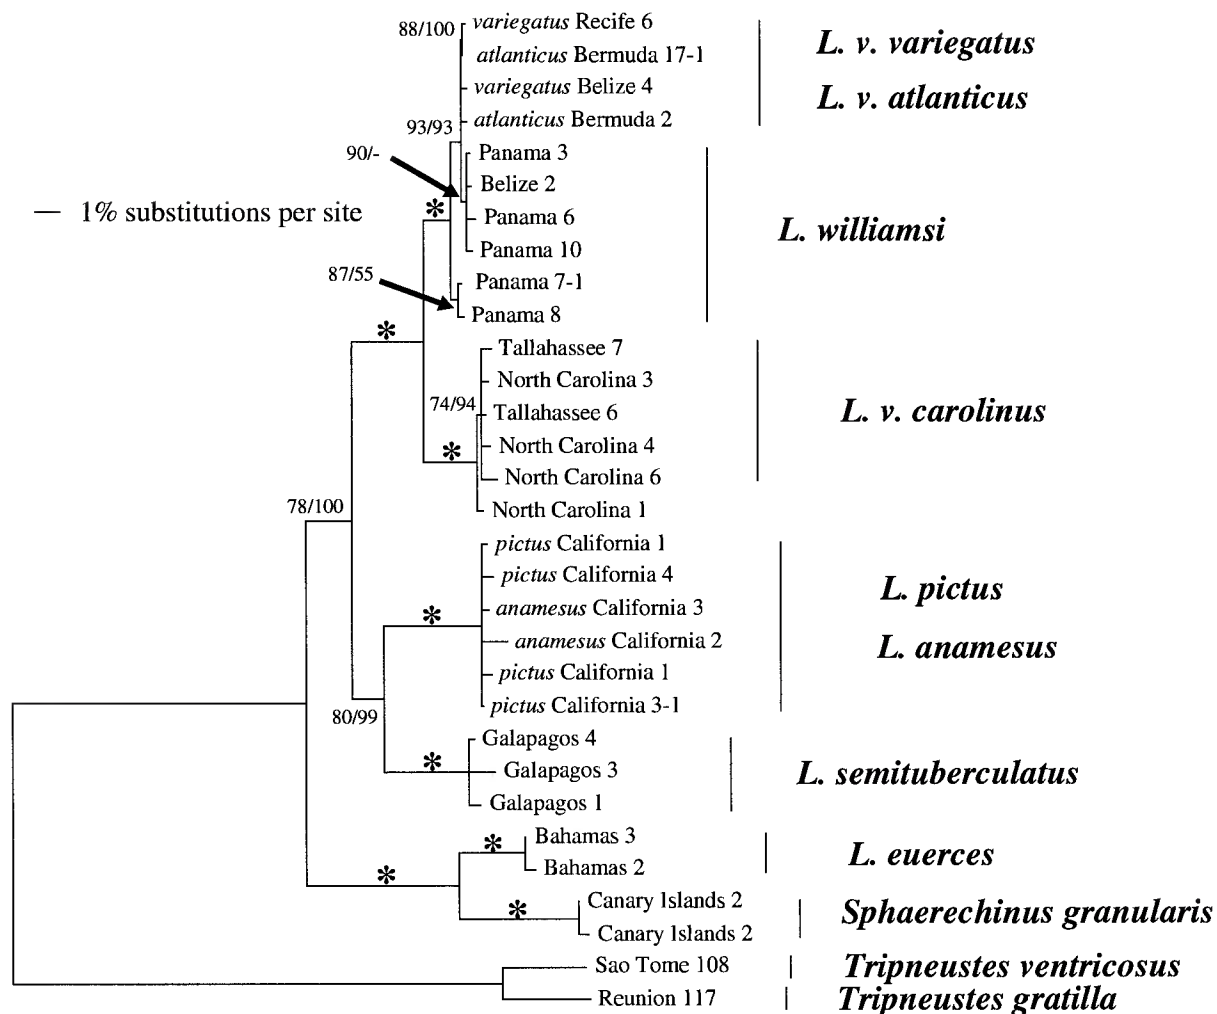 88/100
variegatus Recife 6
atlanticus Bermuda 17-1
variegatus Belize 4
atlanticus Bermuda 2
L. v. variegatus
L. v. atlanticus
93/93
90/-
Panama 3
Belize 2
Panama 6
Panama 10
Panama 7-1
Panama 8
L. williamsi
— 1% substitutions per site
*
87/55
*
Tallahassee 7
North Carolina 3
74/94
Tallahassee 6
North Carolina 4
North Carolina 6
North Carolina 1
L. v. carolinus
*
78/100
pictus California 1
pictus California 4
anamesus California 3
anamesus California 2
pictus California 1
pictus California 3-1
L. pictus
L. anamesus
*
80/99
Galapagos 4
Galapagos 3
Galapagos 1
L. semituberculatus
*
Bahamas 3
Bahamas 2
L. euerces
*
*
Canary Islands 2
Canary Islands 2
Sphaerechinus granularis
*
Sao Tome 108
Tripneustes ventricosus
Reunion 117
Tripneustes gratilla